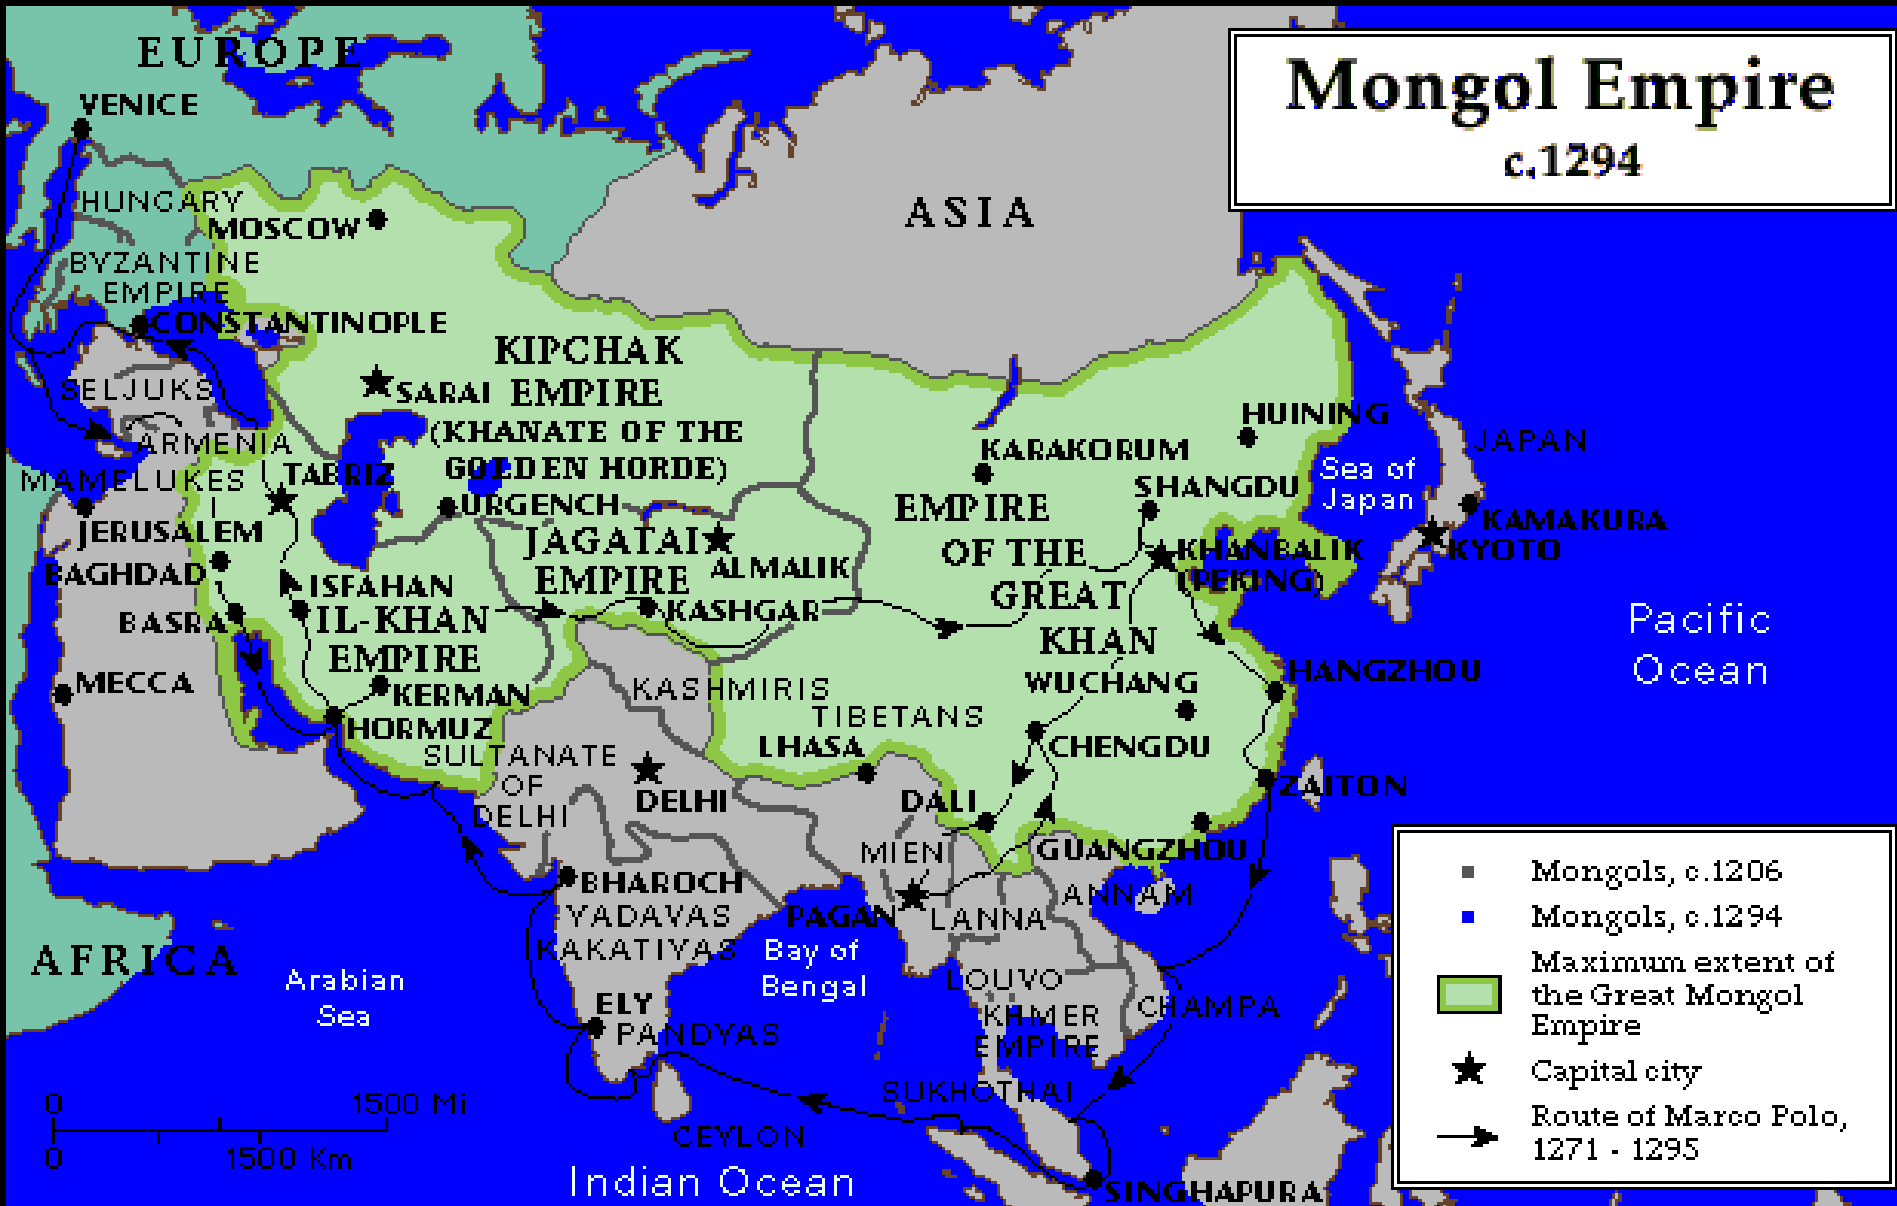 Mongol Empire
c.1294
EUROPE
VENICE
ASIA
HUNGARY
MOSCOW
BYZANTINE
EMPIRE
CONSTANTINOPLE
KIPCHAK
EMPIRE
(KHANATE OF THE
GOLDEN HORDE)
SARAI
SELJUKS
ARMENIA
TABRIZ
MAMELUKES
JERUSALEM
URGENCH
JAGATAI
EMPIRE
ALMALIK
BAGHDAD
BASRA
ISFAHAN
IL-KHAN
EMPIRE
KASHGAR
MECCA
KERMAN
HORMUZ
KARAKORUM
HUINING
SHANGDU
EMPIRE
OF THE
GREAT
KHAN
KHANBALIK
(PEKING)
Sea of
Japan
JAPAN
KAMAKURA
KYOTO
Pacific
Ocean
HANGZHOU
WUCHANG
CHENGDU
KASHMIRIS
TIBETANS
LHASA
SULTANATE
OF
DELHI
DELHI
DALI
ZAITON
GUANGZHOU
MIEN
PAGAN
LANNA
ANNAM
BHAROCH
YADAVAS
KAKATIYAS
Bay of
Bengal
LOUVO
KHMER
EMPIRE
CHAMPA
AFRICA
Arabian
Sea
ELY
PANDYAS
SUKHOTHAI
CEYLON
SINGHAPURA
Indian Ocean
0 1500 Mi
0 1500 Km
Mongols, c.1206
Mongols, c.1294
Maximum extent of
the Great Mongol
Empire
Capital city
Route of Marco Polo,
1271 - 1295